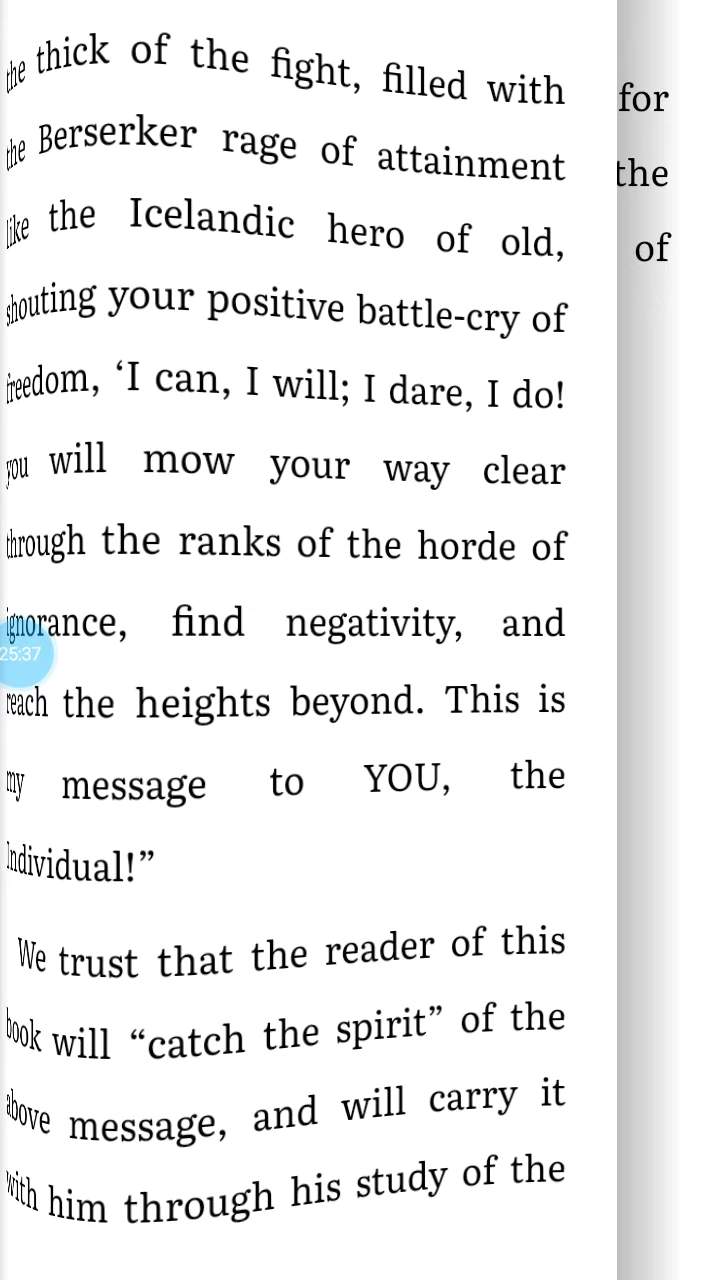 the thick of the fight, filled with
the Berserker rage of attainment
like the Icelandic hero of old,
shouting your positive battle-cry of
freedom, ‘I can, I will; I dare, I do!
you will mow your way clear
through the ranks of the horde of
ignorance, find negativity, and
reach the heights beyond. This is
my message to YOU, the
Individual!”
We trust that the reader of this
book will “catch the spirit” of the
above message, and will carry it
with him through his study of the
for
the
of
25:37